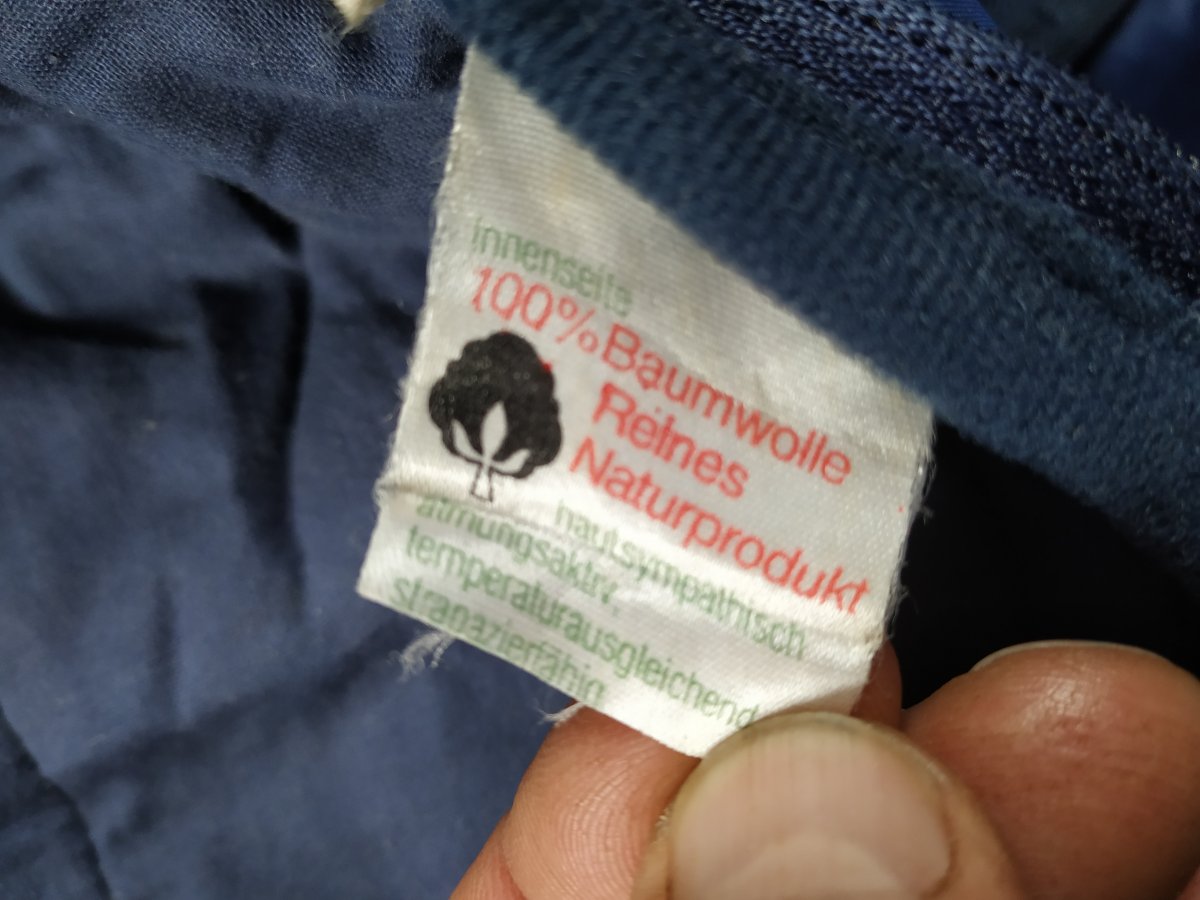 Innenseite
100% Baumwolle
Reines
Naturprodukt
hautsympathisch
atmungsaktiv,
temperaturausgleichend
strapazierfähig